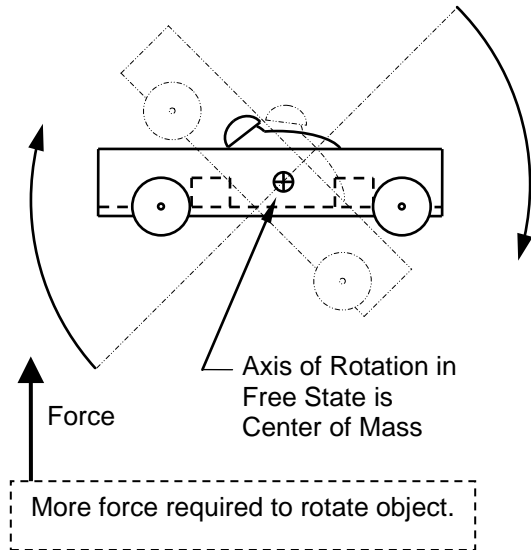 Axis of Rotation in
Free State is
Center of Mass
Force
More force required to rotate object.